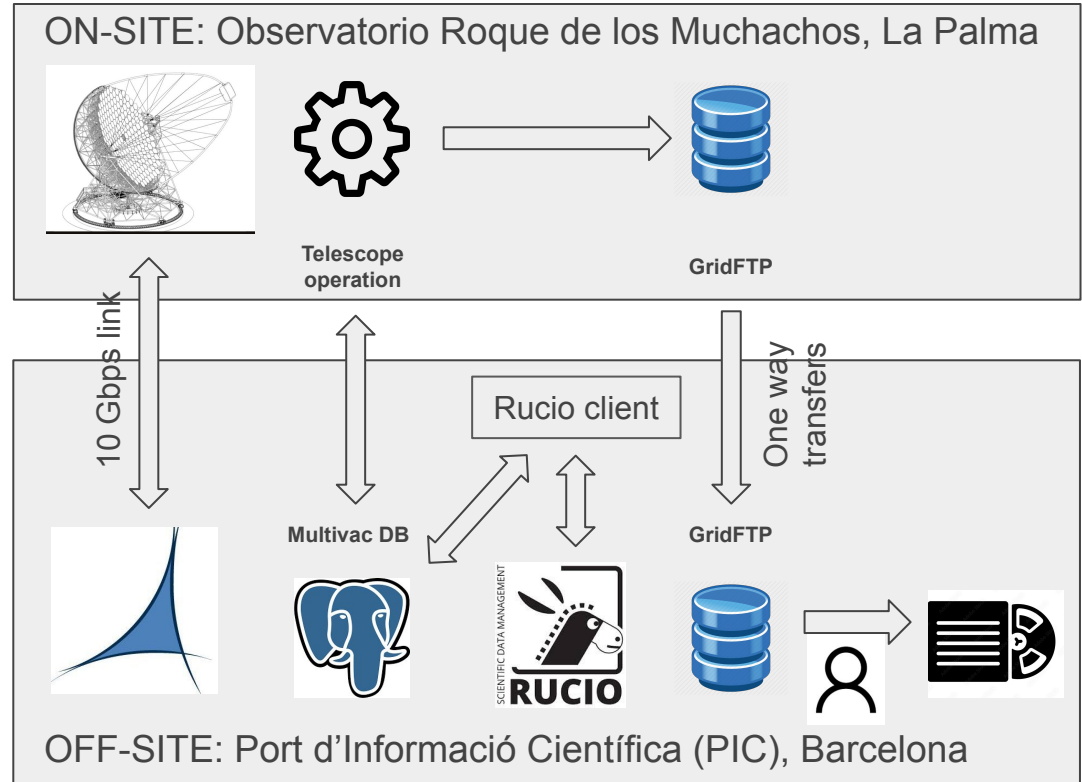 ON-SITE: Observatorio Roque de los Muchachos, La Palma
Telescope
operation
GridFTP
10 Gbps link
One way
transfers
Rucio client
Multivac DB
GridFTP
SCIENTIFIC DATA MANAGEMENT
RUCIO
OFF-SITE: Port d’Informació Científica (PIC), Barcelona